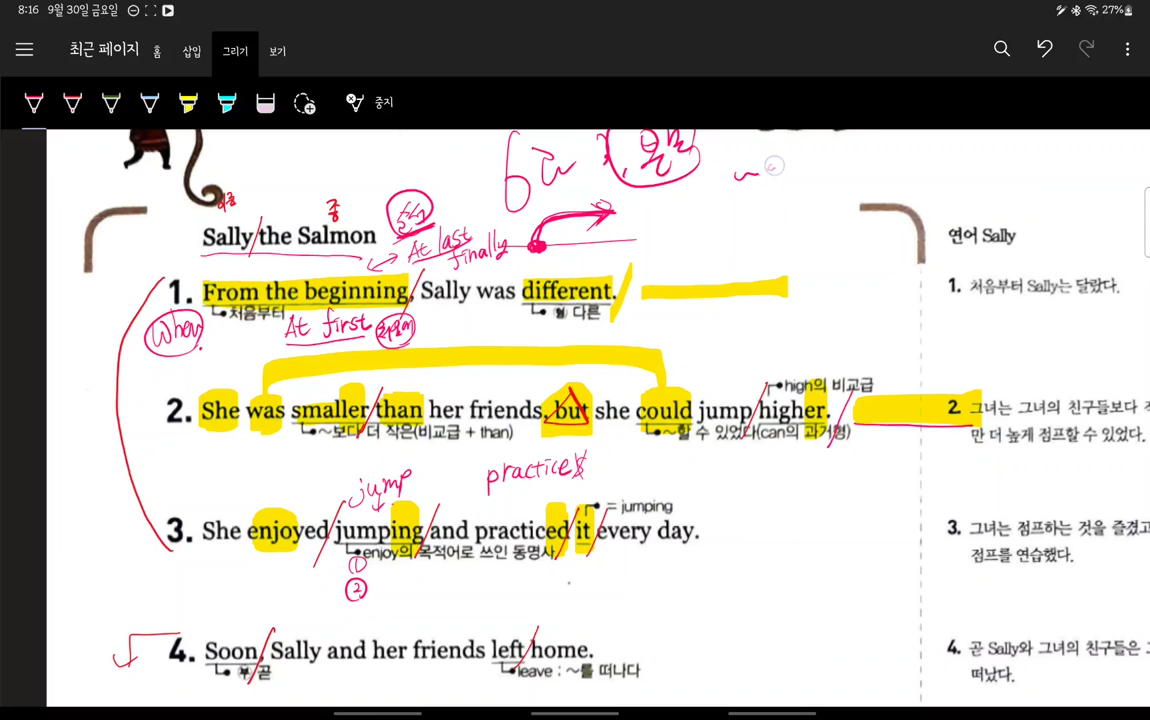 8:16 9월 30일 금요일 27%
최근 페이지 홈 삽입 그리기 보기
중지
6과 본문
Sally the Salmon
종
At last
finally
연어 Sally
1. From the beginning, Sally was different.
처음부터
형 다른
When
At first
1. 처음부터 Sally는 달랐다.
high의 비교급
2. She was smaller than her friends, but she could jump higher.
~보다 더 작은(비교급 + than)
~할 수 있었다(can의 과거형)
2. 그녀는 그녀의 친구들보다
만 더 높게 점프할 수 있었다.
jump
practice
= jumping
3. She enjoyed jumping and practiced it every day.
enjoy의 목적어로 쓰인 동명사
① 
②
3. 그녀는 점프하는 것을 즐겼고
점프를 연습했다.
4. Soon, Sally and her friends left home.
부 곧
leave : ~를 떠나다
4. 곧 Sally와 그녀의 친구들은
떠났다.